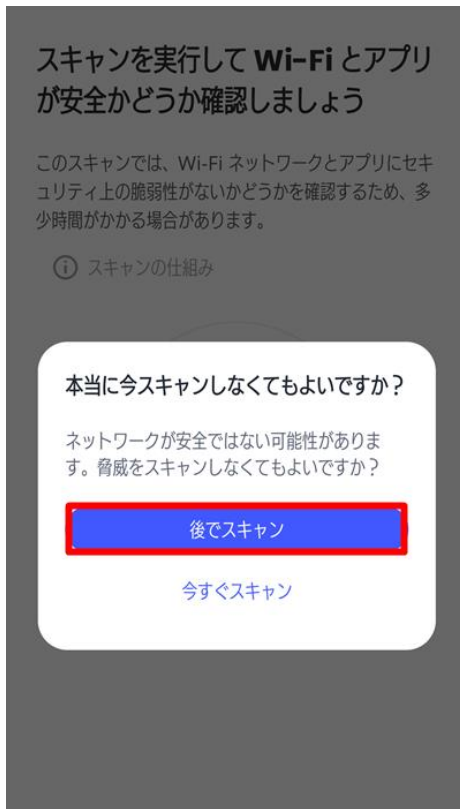 スキャンを実行して Wi-Fi とアプリ
が安全かどうか確認しましょう
このスキャンでは、Wi-Fi ネットワークとアプリにセキ
ュリティ上の脆弱性がないかどうかを確認するため、多
少時間がかかる場合があります。
スキャンの仕組み
本当に今スキャンしなくてもよいですか？
ネットワークが安全ではない可能性がありま
す。脅威をスキャンしなくてもよいですか？
後でスキャン
今すぐスキャン